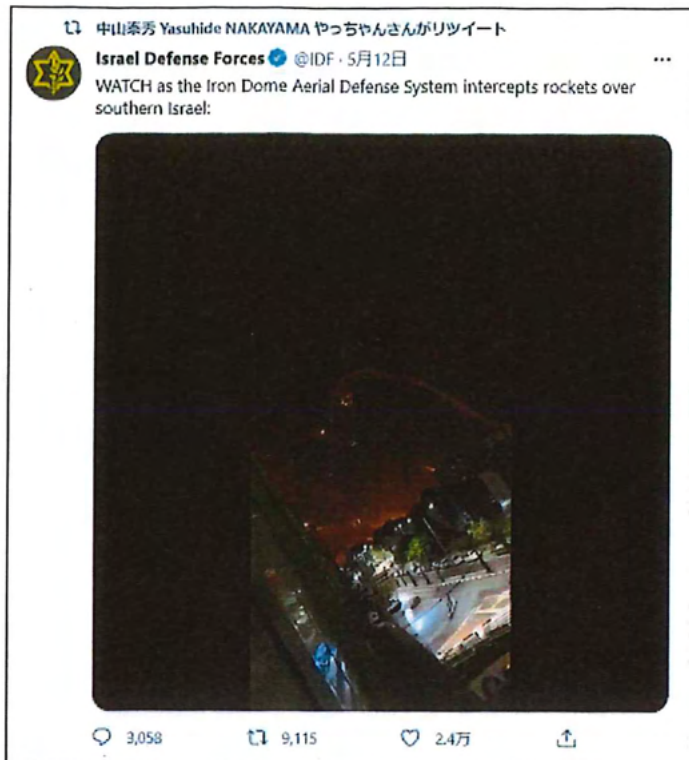 中山泰秀 Yasuhide NAKAYAMA やっちゃんさんがリツイート
Israel Defense Forces @IDF · 5月12日
WATCH as the Iron Dome Aerial Defense System intercepts rockets over
southern Israel:
3,058 9,115 2.4万